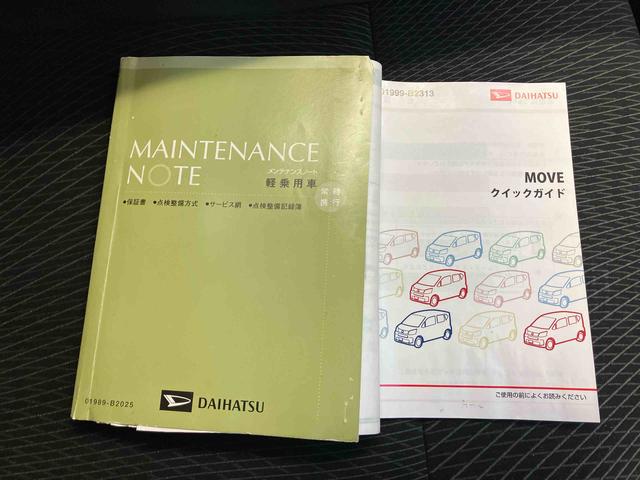 MAINTENANCE
NOTE
メンテナンスノート
軽乗用車
常時
携行
●保証書 ●点検整備方式 ●サービス網 ●点検整備記録簿
01989-B2025
DAIHATSU
01999-B2313
DAIHATSU
MOVE
クイックガイド
ご使用の前によくお読みください